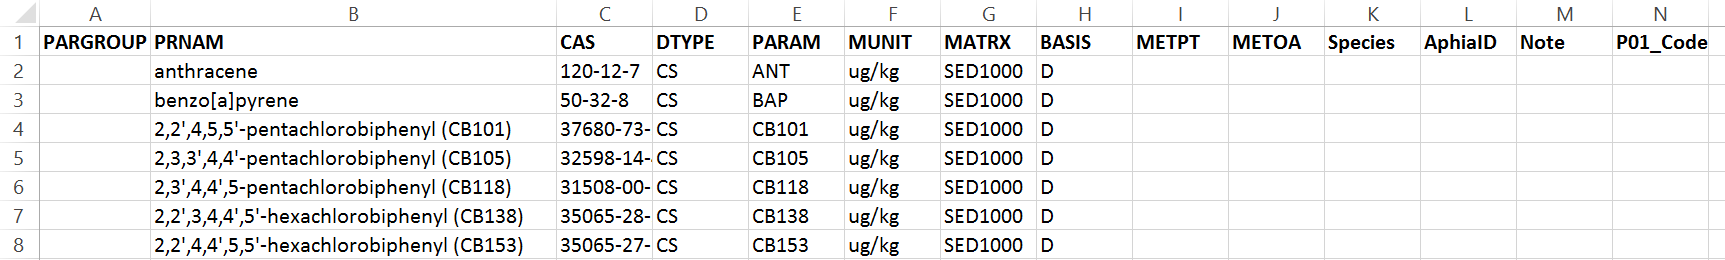 A B C D E F G H I J K L M N
1 PARGROUP PRNAM CAS DTYPE PARAM MUNIT MATRX BASIS METPT METOA Species AphiaID Note P01_Code
2 anthracene 120-12-7 CS ANT ug/kg SED1000 D
3 benzo[a]pyrene 50-32-8 CS BAP ug/kg SED1000 D
4 2,2',4,5,5'-pentachlorobiphenyl (CB101) 37680-73- CS CB101 ug/kg SED1000 D
5 2,3,3',4,4'-pentachlorobiphenyl (CB105) 32598-14- CS CB105 ug/kg SED1000 D
6 2,3',4,4',5-pentachlorobiphenyl (CB118) 31508-00- CS CB118 ug/kg SED1000 D
7 2,2',3,4,4',5'-hexachlorobiphenyl (CB138) 35065-28- CS CB138 ug/kg SED1000 D
8 2,2',4,4',5,5'-hexachlorobiphenyl (CB153) 35065-27- CS CB153 ug/kg SED1000 D